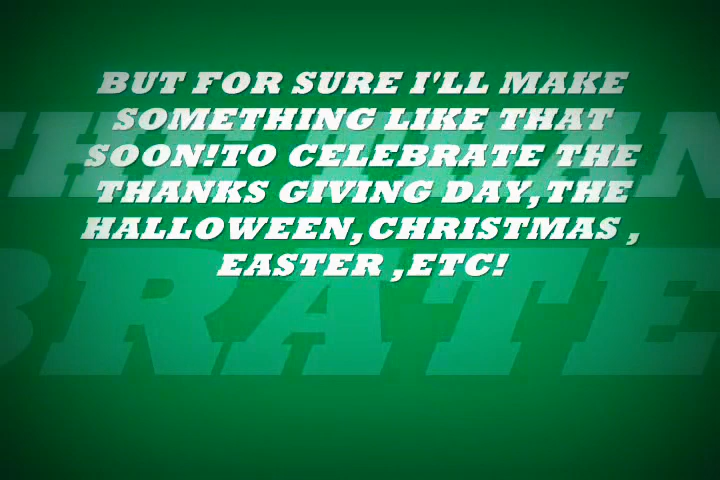 BUT FOR SURE I'LL MAKE
SOMETHING LIKE THAT
SOON!TO CELEBRATE THE
THANKS GIVING DAY,THE
HALLOWEEN,CHRISTMAS ,
EASTER ,ETC!